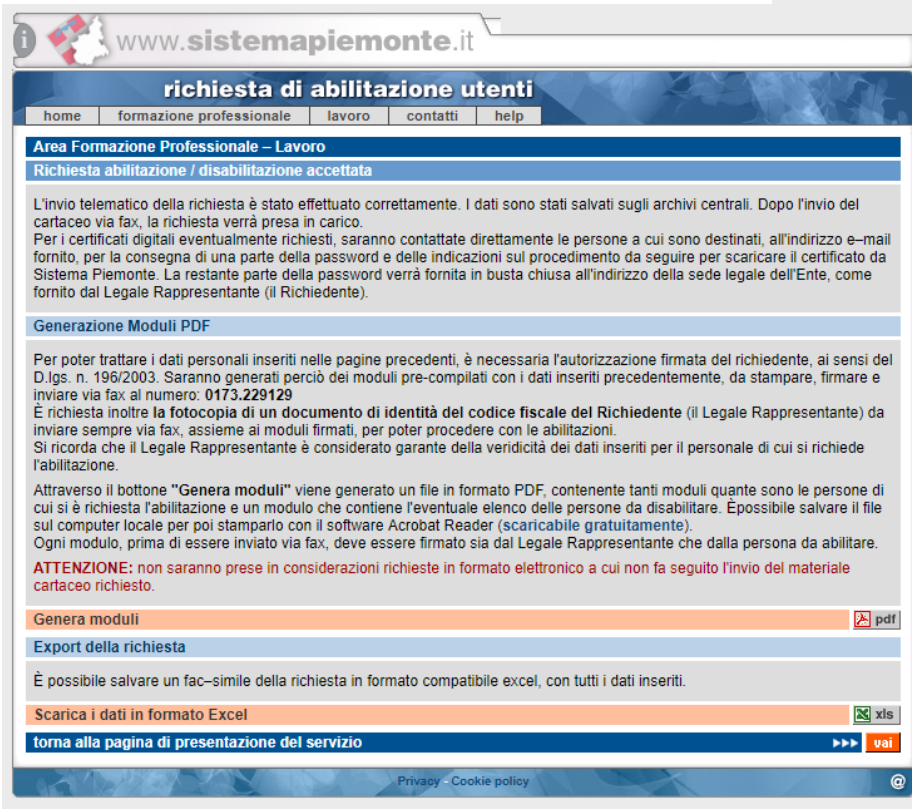 i
www.sistemapiemonte.it
richiesta di abilitazione utenti
home formazione professionale lavoro contatti help
Area Formazione Professionale – Lavoro
Richiesta abilitazione / disabilitazione accettata
L'invio telematico della richiesta è stato effettuato correttamente. I dati sono stati salvati sugli archivi centrali. Dopo l'invio del
cartaceo via fax, la richiesta verrà presa in carico.
Per i certificati digitali eventualmente richiesti, saranno contattate direttamente le persone a cui sono destinati, all'indirizzo e–mail
fornito, per la consegna di una parte della password e delle indicazioni sul procedimento da seguire per scaricare il certificato da
Sistema Piemonte. La restante parte della password verrà fornita in busta chiusa all'indirizzo della sede legale dell'Ente, come
fornito dal Legale Rappresentante (il Richiedente).
Generazione Moduli PDF
Per poter trattare i dati personali inseriti nelle pagine precedenti, è necessaria l'autorizzazione firmata del richiedente, ai sensi del
D.lgs. n. 196/2003. Saranno generati perciò dei moduli pre-compilati con i dati inseriti precedentemente, da stampare, firmare e
inviare via fax al numero: 0173.229129
È richiesta inoltre la fotocopia di un documento di identità del codice fiscale del Richiedente (il Legale Rappresentante) da
inviare sempre via fax, assieme ai moduli firmati, per poter procedere con le abilitazioni.
Si ricorda che il Legale Rappresentante è considerato garante della veridicità dei dati inseriti per il personale di cui si richiede
l'abilitazione.
Attraverso il bottone "Genera moduli" viene generato un file in formato PDF, contenente tanti moduli quante sono le persone di
cui si è richiesta l'abilitazione e un modulo che contiene l'eventuale elenco delle persone da disabilitare. Èpossibile salvare il file
sul computer locale per poi stamparlo con il software Acrobat Reader (scaricabile gratuitamente).
Ogni modulo, prima di essere inviato via fax, deve essere firmato sia dal Legale Rappresentante che dalla persona da abilitare.
ATTENZIONE: non saranno prese in considerazioni richieste in formato elettronico a cui non fa seguito l'invio del materiale
cartaceo richiesto.
Genera moduli pdf
Export della richiesta
È possibile salvare un fac–simile della richiesta in formato compatibile excel, con tutti i dati inseriti.
Scarica i dati in formato Excel xls
torna alla pagina di presentazione del servizio vai
Privacy - Cookie policy @